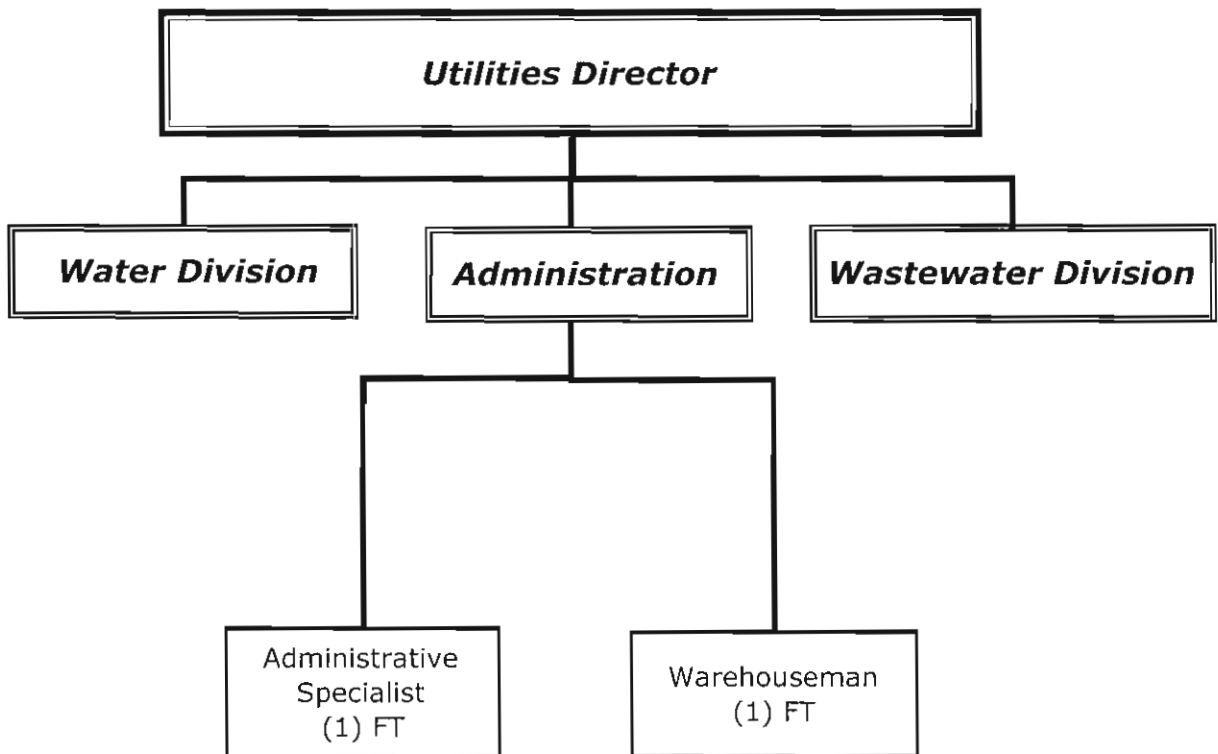 Utilities Director
Water Division
Administration
Wastewater Division
Administrative
Specialist
(1) FT
Warehouseman
(1) FT